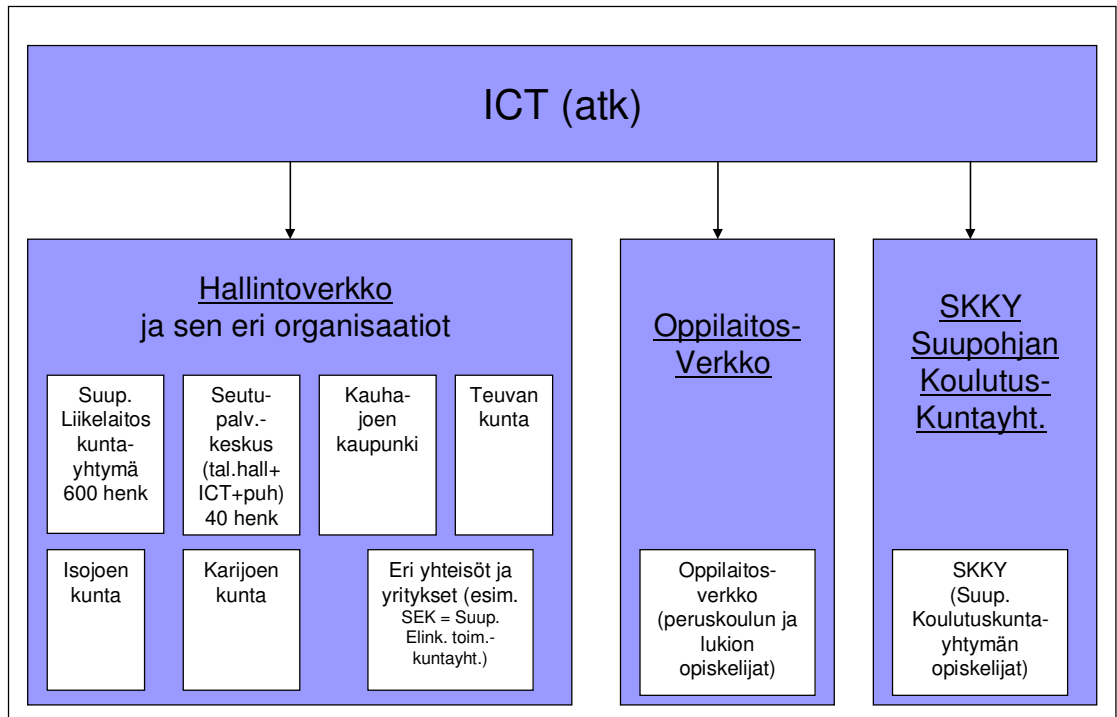 ICT (atk)
Hallintoverkko
ja sen eri organisaatiot
Suup.
Liikelaitos
kunta-
yhtymä
600 henk
Seutu-
palv.-
keskus
(tal.hall+
ICT+puh)
40 henk
Kauha-
joen
kaupunki
Teuvan
kunta
Isojoen
kunta
Karijoen
kunta
Eri yhteisöt ja
yritykset (esim.
SEK = Suup.
Elink. toim.-
kuntayht.)
Oppilaitos-
Verkko
Oppilaitos-
verkko
(peruskoulun ja
lukion
opiskelijat)
SKKY
Suupohjan
Koulutus-
Kuntayht.
SKKY
(Suup.
Koulutuskunta-
yhtymän
opiskelijat)